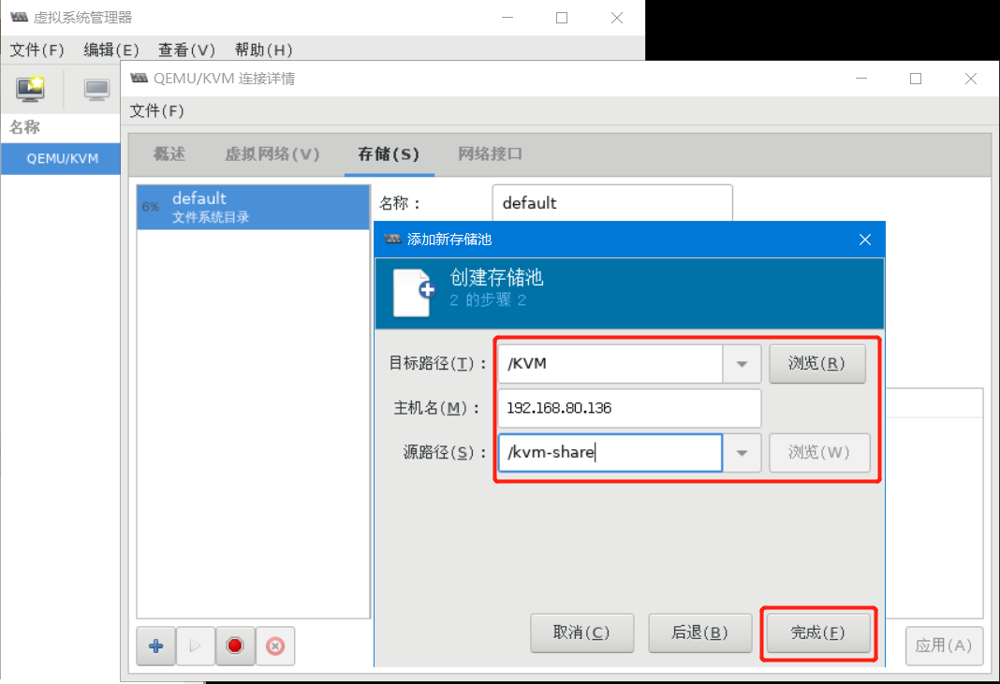 虚拟系统管理器
文件(F) 编辑(E) 查看(V) 帮助(H)
QEMU/KVM 连接详情
文件(F)
名称
QEMU/KVM
概述 虚拟网络(V) 存储(S) 网络接口
6% default
文件系统目录
名称： default
添加新存储池
创建存储池
2 的步骤 2
目标路径(T)： /KVM 浏览(R)
主机名(M)： 192.168.80.136
源路径(S)： /kvm-share 浏览(W)
取消(C) 后退(B) 完成(F)
应用(A)